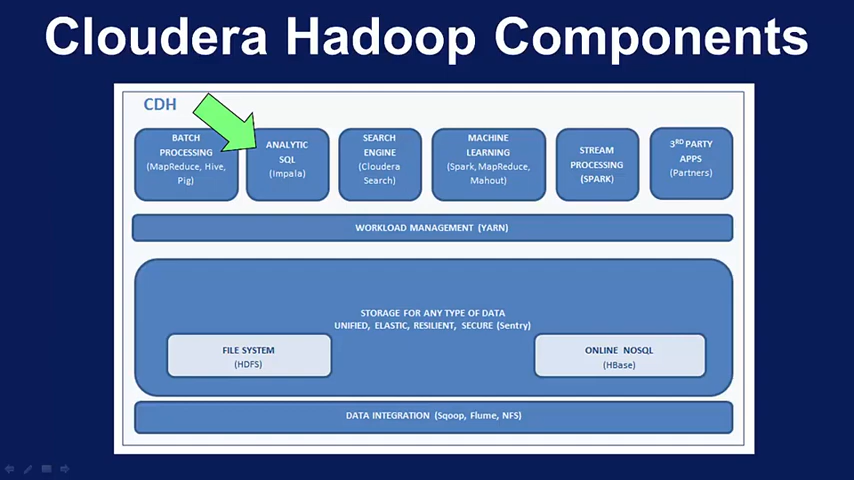 Cloudera Hadoop Components
CDH
BATCH
PROCESSING
(MapReduce, Hive,
Pig)
ANALYTIC
SQL
(Impala)
SEARCH
ENGINE
(Cloudera
Search)
MACHINE
LEARNING
(Spark, MapReduce,
Mahout)
STREAM
PROCESSING
(SPARK)
3RD PARTY
APPS
(Partners)
WORKLOAD MANAGEMENT (YARN)
STORAGE FOR ANY TYPE OF DATA
UNIFIED, ELASTIC, RESILIENT, SECURE (Sentry)
FILE SYSTEM
(HDFS)
ONLINE NOSQL
(HBase)
DATA INTEGRATION (Sqoop, Flume, NFS)